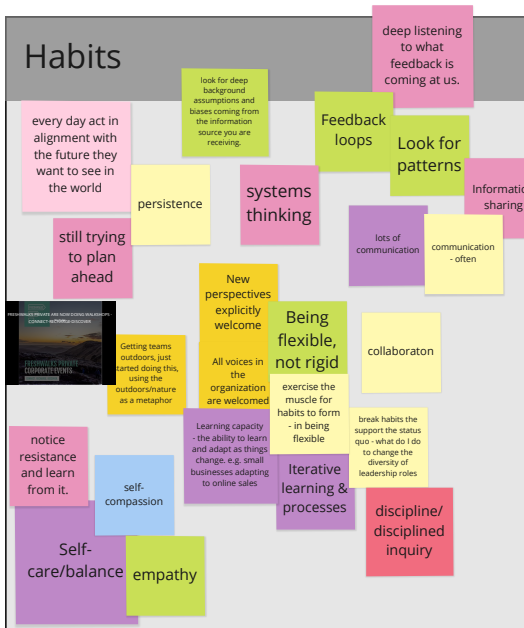 Habits
deep listening
to what
feedback is
coming at us.
look for deep
background
assumptions and
biases coming from
the information
source you are
receiving.
Feedback
loops
Look for
patterns
every day act in
alignment with
the future they
want to see in
the world
persistence
systems
thinking
sharing
lots of
communication
communication
- often
still trying
to plan
ahead
New
perspectives
explicitly
welcome
All voices in
the
organization
are welcomed
Being
flexible,
not rigid
collaboraton
FRESHWALKS PRIVATE
CORPORATE EVENTS
Getting teams
outdoors, just
started doing this,
using the
outdoors/nature
as a metaphor
exercise the
muscle for
habits to form
- in being
flexible
break habits the
support the status
quo - what do I do
to change the
diversity of
leadership roles
Learning capacity
- the ability to learn
and adapt as things
change. e.g. small
businesses adapting
to online sales
Iterative
learning &
processes
notice
resistance
and learn
from it.
self-
compassion
discipline/
disciplined
inquiry
Self-
care/balance
empathy